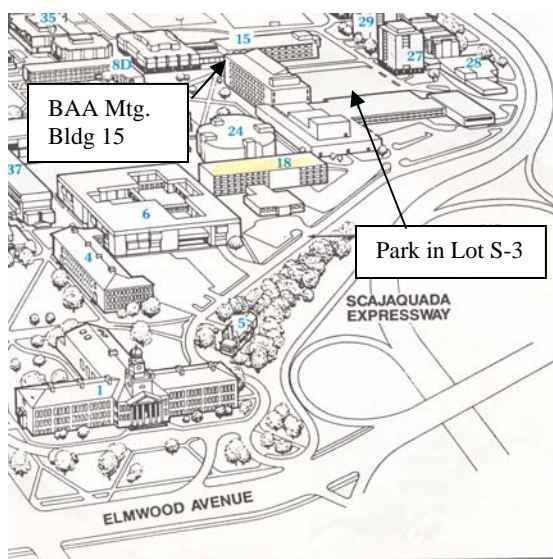 35
29
15
27
8D
28
BAA Mtg.
Bldg 15
24
18
37
6
Park in Lot S-3
4
SCAJAQUADA
EXPRESSWAY
5
1
ELMWOOD AVENUE